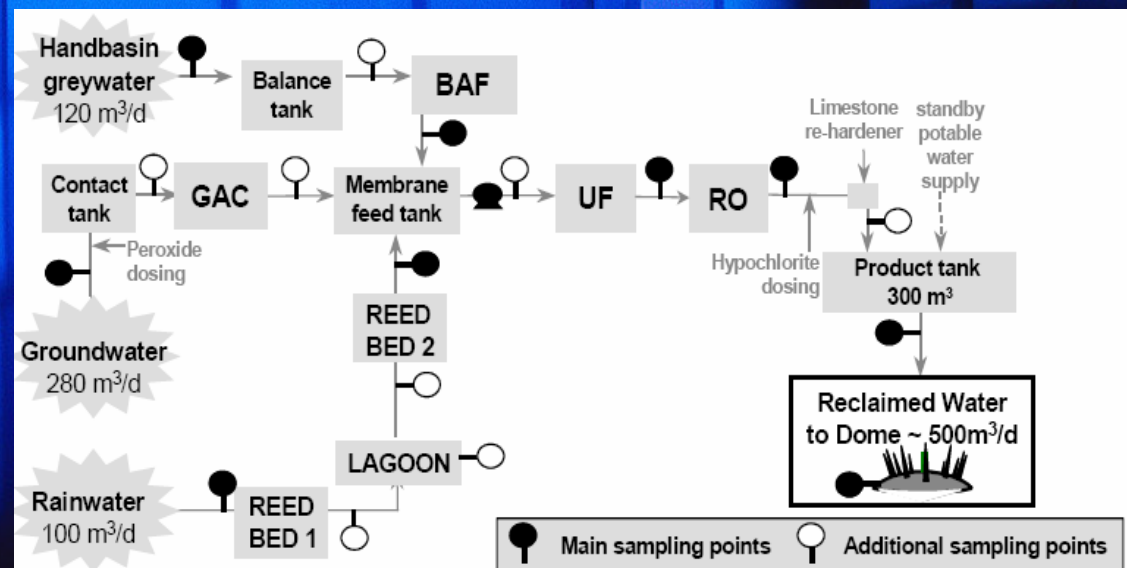 Handbasin
greywater
120 m³/d
Balance
tank
BAF
Limestone
re-hardener
standby
potable
water
supply
Contact
tank
GAC
Membrane
feed tank
UF
RO
Peroxide
dosing
Hypochlorite
dosing
Product tank
300 m³
Groundwater
280 m³/d
REED
BED 2
Reclaimed Water
to Dome ~ 500m³/d
LAGOON
Rainwater
100 m³/d
REED
BED 1
Main sampling points
Additional sampling points